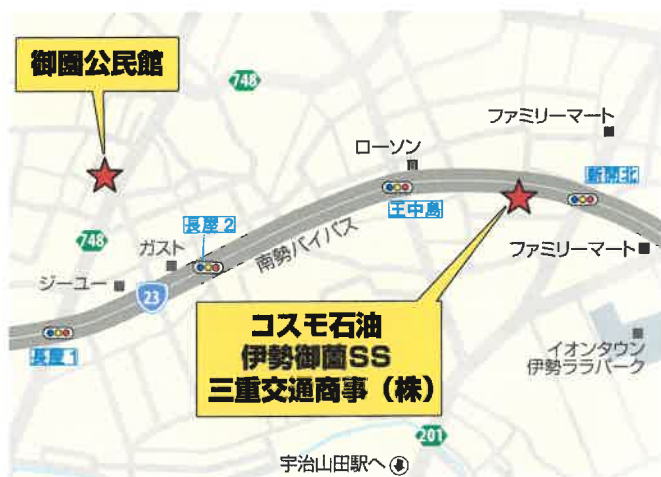 御薗公民館
748
ファミリーマート
ローソン
新開北
王中島
長屋2
748
ガスト
南勢バイパス
ファミリーマート
ジーユー
23
コスモ石油
伊勢御薗SS
三重交通商事(株)
長屋1
イオンタウン
伊勢ララパーク
201
宇治山田駅へ